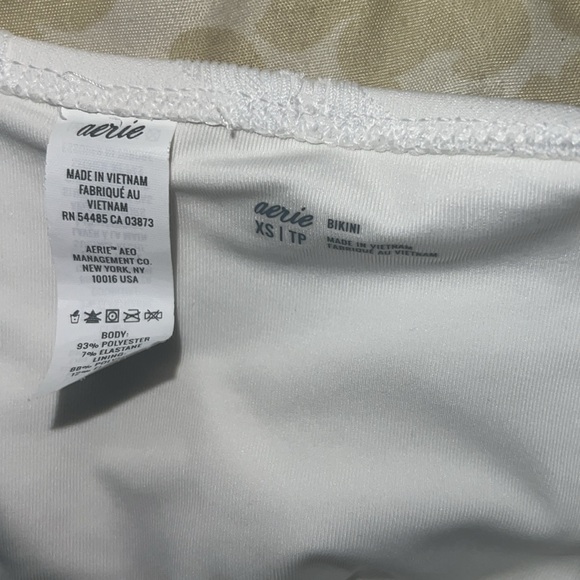 aerie
MADE IN VIETNAM
FABRIQUÉ AU
VIETNAM
RN 54485 CA 03873
AERIE™ AEO
MANAGEMENT CO.
NEW YORK, NY
10016 USA
BODY:
93% POLYESTER
7% ELASTANE
LINING
aerie
XS | TP
BIKINI
MADE IN VIETNAM
FABRIQUÉ AU VIETNAM